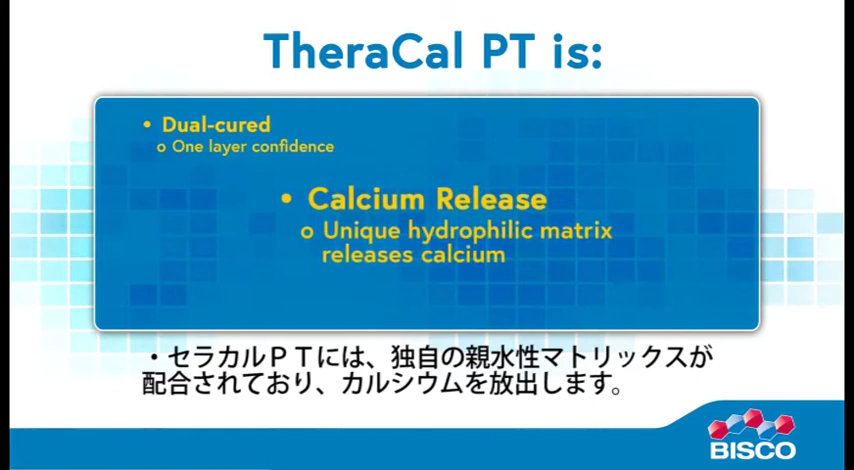 TheraCal PT is:
• Dual-cured
o One layer confidence
• Calcium Release
o Unique hydrophilic matrix
releases calcium
・セラカルＰＴには、独自の親水性マトリックスが
配合されており、カルシウムを放出します。
BISCO